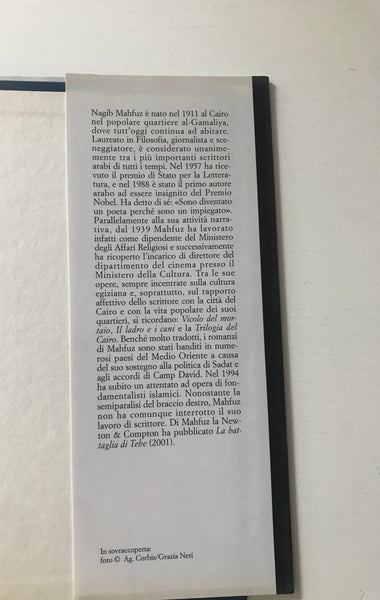 Nagib Mahfuz è nato nel 1911 al Cairo
nel popolare quartiere al-Gamaliya,
dove tutt'oggi continua ad abitare.
Laureato in Filosofia, giornalista e sce-
neggiatore, è considerato unanime-
mente tra i più importanti scrittori
arabi di tutti i tempi. Nel 1957 ha rice-
vuto il premio di Stato per la Lettera-
tura, e nel 1988 è stato il primo autore
arabo ad essere insignito del Premio
Nobel. Ha detto di sé: «Sono diventato
un poeta perché sono un impiegato».
Parallelamente alla sua attività narra-
tiva, dal 1939 Mahfuz ha lavorato
infatti come dipendente del Ministero
degli Affari Religiosi e successivamente
ha ricoperto l'incarico di direttore del
dipartimento del cinema presso il
Ministero della Cultura. Tra le sue
opere, sempre incentrate sulla cultura
egiziana e, soprattutto, sul rapporto
affettivo dello scrittore con la città del
Cairo e con la vita popolare dei suoi
quartieri, si ricordano: Vicolo del mor-
taio, Il ladro e i cani e la Trilogia del
Cairo. Benché molto tradotti, i romanzi
di Mahfuz sono stati banditi in nume-
rosi paesi del Medio Oriente a causa
del suo sostegno alla politica di Sadat e
agli accordi di Camp David. Nel 1994
ha subito un attentato ad opera di fon-
damentalisti islamici. Nonostante la
semiparalisi del braccio destro, Mahfuz
non ha comunque interrotto il suo
lavoro di scrittore. Di Mahfuz la New-
ton & Compton ha pubblicato La bat-
taglia di Tebe (2001).
In sovraccoperta:
foto © Ag. Corbis/Grazia Neri